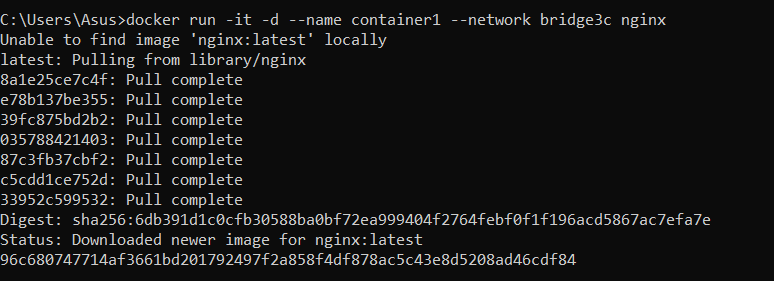 C:\Users\Asus>docker run -it -d --name container1 --network bridge3c nginx
Unable to find image 'nginx:latest' locally
latest: Pulling from library/nginx
8a1e25ce7c4f: Pull complete
e78b137be355: Pull complete
39fc875bd2b2: Pull complete
035788421403: Pull complete
87c3fb37cbf2: Pull complete
c5cdd1ce752d: Pull complete
33952c599532: Pull complete
Digest: sha256:6db391d1c0cfb30588ba0bf72ea999404f2764febf0f1f196acd5867ac7efa7e
Status: Downloaded newer image for nginx:latest
96c680747714af3661bd201792497f2a858f4df878ac5c43e8d5208ad46cdf84